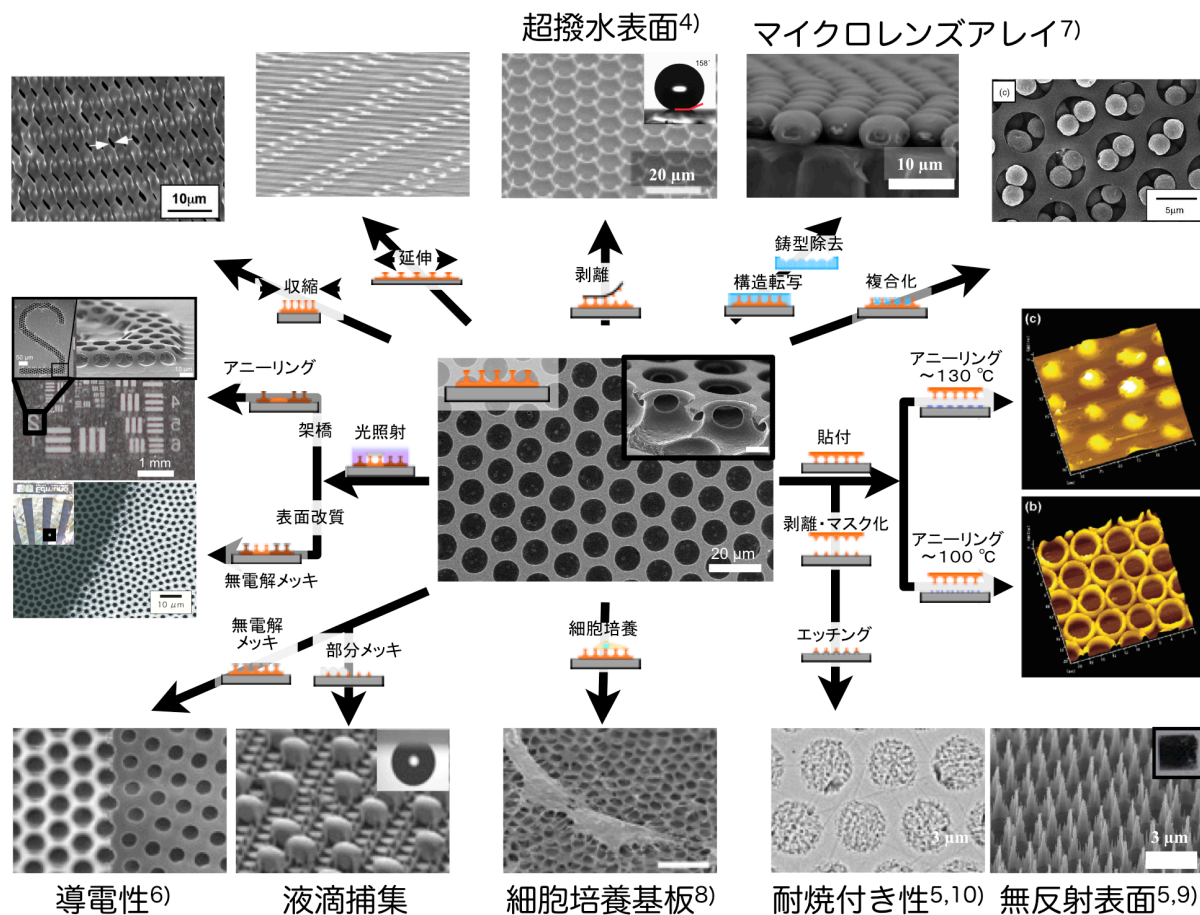 超撥水表面4)
マイクロレンズアレイ7)
158°
(c)
10μm
20 μm
10 μm
5μm
収縮
延伸
剥離
鋳型除去
構造転写
複合化
50 μm
10 μm
アニーリング
架橋
光照射
4
5
6
2
1 mm
表面改質
無電解メッキ
10 μm
20 μm
貼付
アニーリング
~130 ℃
(c)
剥離・マスク化
アニーリング
~100 ℃
(b)
無電解
メッキ
部分メッキ
細胞培養
エッチング
3 μm
3 μm
導電性6)
液滴捕集
細胞培養基板8)
耐焼付き性5,10)
無反射表面5,9)